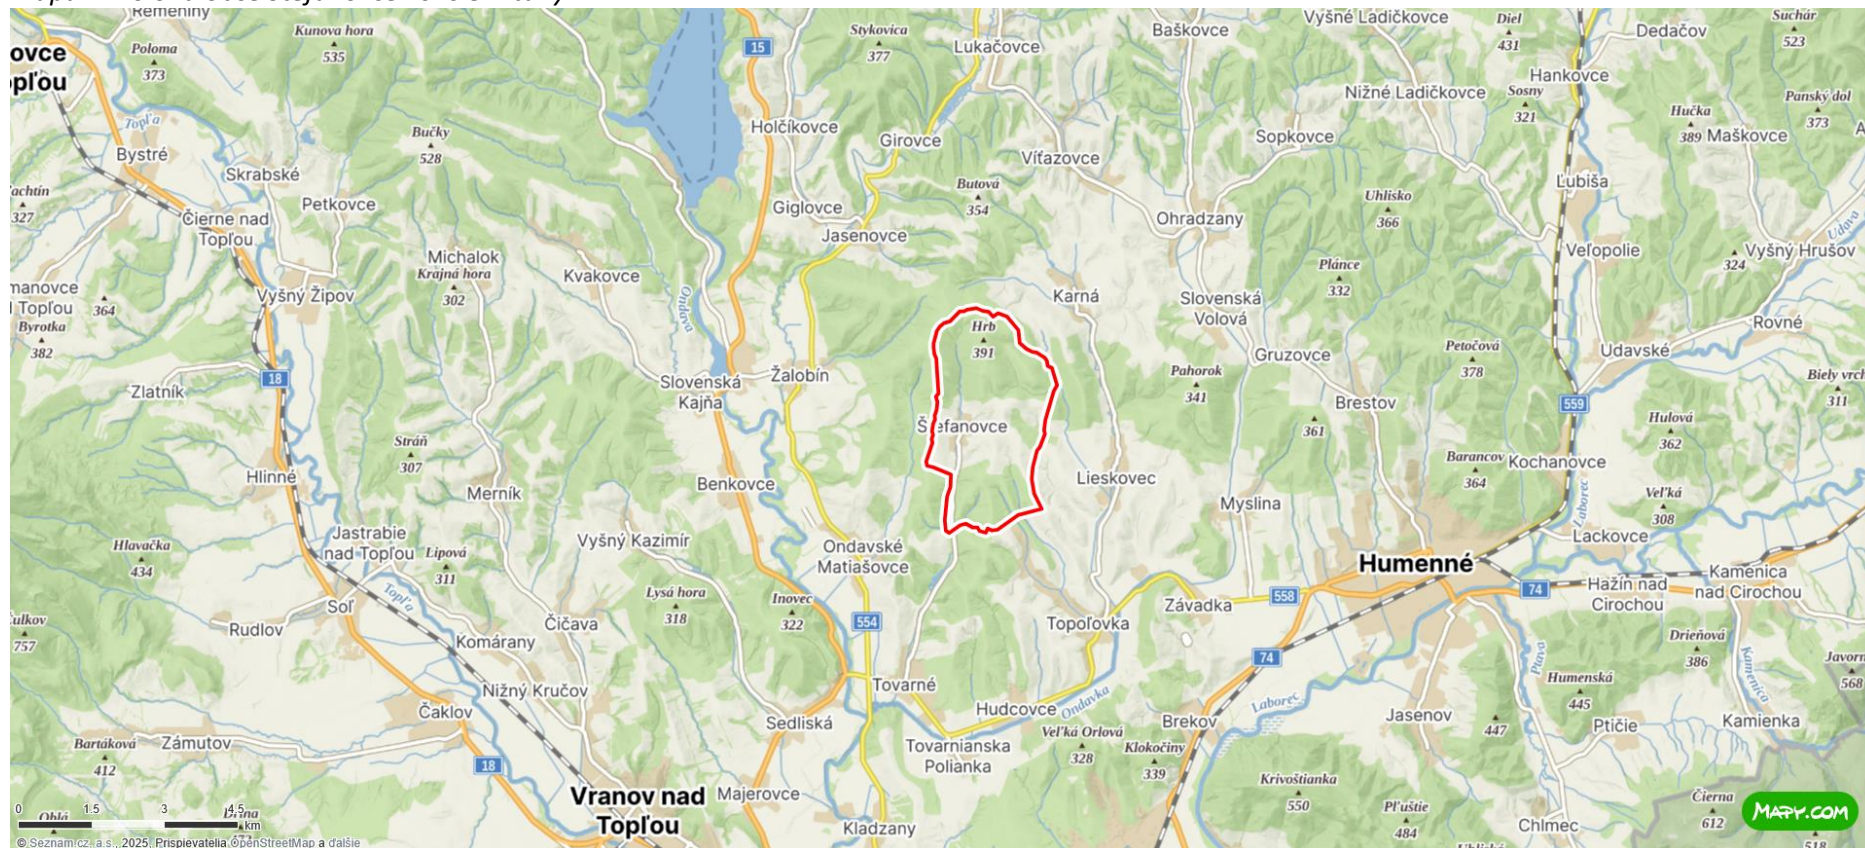 Remeniny
Kunova hora
535
Poloma
373
15
Stykovica
377
Lukačovce
Baškovce
Vyšné Ladičkovce
Diel
431
Suchár
523
Dedačov
ovce
opľou
Hankovce
Nižné Ladičkovce
Sosny
321
Panský dol
373
Hučka
389
Maškovce
Topľa
Bučky
528
Holčíkovce
Girovce
Sopkovce
Bystré
Víťazovce
Skrabské
Ľubiša
327
Petkovce
Butová
354
Uhlisko
366
Čierne nad
Topľou
Giglovce
Ohradzany
Udava
Jasenovce
Michalok
Krajná hora
302
Veľopolie
324
Vyšný Hrušov
Kvakovce
Plánce
332
manovce
Topľou
364
Vyšný Žipov
Ondava
Karná
Slovenská
Volová
Byrotka
382
Hrb
391
Rovné
Petočová
378
Udavské
Gruzovce
18
Zlatník
Slovenská
Kajňa
Žalobín
Pahorok
341
Biely vrch
311
Brestov
559
361
Hulová
362
Stráň
307
Štefanovce
Barancov
364
Kochanovce
Hlinné
Merník
Benkovce
Lieskovec
Laborec
Veľká
308
Myslina
Jastrabie
nad Topľou
Vyšný Kazimír
Ondavské
Matiašovce
Lackovce
Hlavačka
434
Lipová
311
Humenné
Kamenica
nad Cirochou
Hažín nad
Cirochou
74
558
Lysá hora
318
Inovec
322
Závadka
Topľa
Soľ
Rudlov
554
Čičava
Topoľovka
757
Komárany
Drieňová
386
Ptava
74
Kamenica
568
Nižný Kručov
Tovarné
Humenská
445
Hudcovce
Ondavka
Laborec
Čaklov
Sedliská
Brekov
Jasenov
447
Ptičie
Kamienka
Bartáková
412
Zámutov
Veľká Orlová
328
Klokočiny
339
Tovarnianska
Polianka
18
Krivoštianka
550
Vranov nad
Topľou
Majerovce
Čierna
612
Pľuštie
484
Mapy.com
0 1.5 3 4.5
km
Kladzany
Chlmec
© Seznam.cz, a.s., 2025, Prispievatelia OpenStreetMap a ďalšie